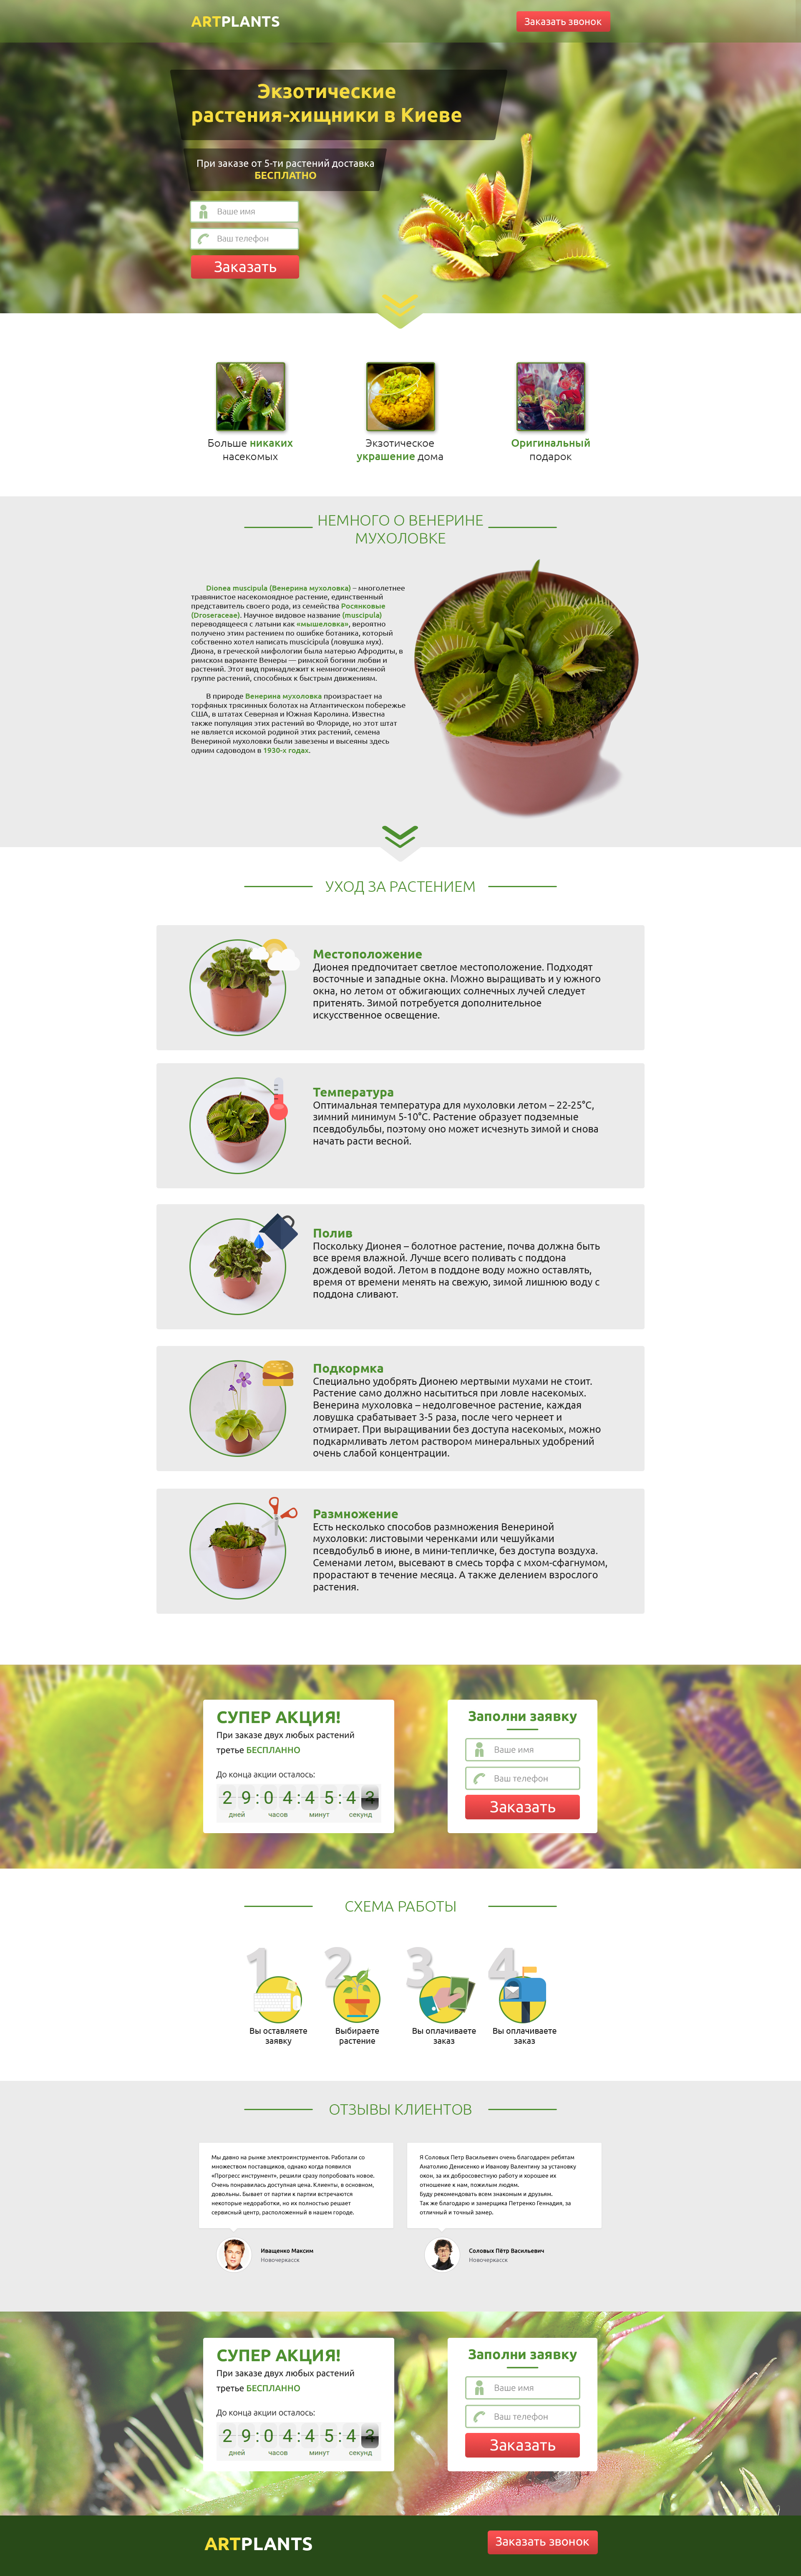 ARTPLANTS
Заказать звонок
Экзотические
растения-хищники в Киеве
При заказе от 5-ти растений доставка
БЕСПЛАТНО
Ваше имя
Ваш телефон
Заказать
Больше никаких
насекомых
Экзотическое
украшение дома
Оригинальный
подарок
НЕМНОГО О ВЕНЕРИНЕ
МУХОЛОВКЕ
Dionea muscipula (Венерина мухоловка) – многолетнее
травянистое насекомоядное растение, единственный
представитель своего рода, из семейства Росянковые
(Droseraceae). Научное видовое название (muscipula)
переводящееся с латыни как «мышеловка», вероятно
получено этим растением по ошибке ботаника, который
собственно хотел написать muscicipula (ловушка мух).
Диона, в греческой мифологии была матерью Афродиты, в
римском варианте Венеры — римской богини любви и
растений. Этот вид принадлежит к немногочисленной
группе растений, способных к быстрым движениям.
В природе Венерина мухоловка произрастает на
торфяных трясинных болотах на Атлантическом побережье
США, в штатах Северная и Южная Каролина. Известна
также популяция этих растений во Флориде, но этот штат
не является искомой родиной этих растений, семена
Венериной мухоловки были завезены и высеяны здесь
одним садоводом в 1930-х годах.
УХОД ЗА РАСТЕНИЕМ
Местоположение
Дионея предпочитает светлое местоположение. Подходят
восточные и западные окна. Можно выращивать и у южного
окна, но летом от обжигающих солнечных лучей следует
притенять. Зимой потребуется дополнительное
искусственное освещение.
Температура
Оптимальная температура для мухоловки летом – 22-25°С,
зимний минимум 5-10°С. Растение образует подземные
псевдобульбы, поэтому оно может исчезнуть зимой и снова
начать расти весной.
Полив
Поскольку Дионея – болотное растение, почва должна быть
все время влажной. Лучше всего поливать с поддона
дождевой водой. Летом в поддоне воду можно оставлять,
время от времени менять на свежую, зимой лишнюю воду с
поддона сливают.
Подкормка
Специально удобрять Дионею мертвыми мухами не стоит.
Растение само должно насытиться при ловле насекомых.
Венерина мухоловка – недолговечное растение, каждая
ловушка срабатывает 3-5 раза, после чего чернеет и
отмирает. При выращивании без доступа насекомых, можно
подкармливать летом раствором минеральных удобрений
очень слабой концентрации.
Размножение
Есть несколько способов размножения Венериной
мухоловки: листовыми черенками или чешуйками
псевдобульб в июне, в мини-тепличке, без доступа воздуха.
Семенами летом, высевают в смесь торфа с мхом-сфагнумом,
прорастают в течение месяца. А также делением взрослого
растения.
СУПЕР АКЦИЯ!
При заказе двух любых растений
третье БЕСПЛАННО
До конца акции осталось:
29:04:45:43
дней часов минут секунд
Заполни заявку
Ваше имя
Ваш телефон
Заказать
СХЕМА РАБОТЫ
1 2 3 4
Вы оставляете
заявку
Выбираете
растение
Вы оплачиваете
заказ
Вы оплачиваете
заказ
ОТЗЫВЫ КЛИЕНТОВ
Мы давно на рынке электроинструментов. Работали со
множеством поставщиков, однако когда появился
«Прогресс инструмент», решили сразу попробовать новое.
Очень понравилась доступная цена. Клиенты, в основном,
довольны. Бывает от партии к партии встречаются
некоторые недоработки, но их полностью решает
сервисный центр, расположенный в нашем городе.
Иващенко Максим
Новочеркасск
Я Соловых Петр Васильевич очень благодарен ребятам
Анатолию Денисенко и Иванову Валентину за установку
окон, за их добросовестную работу и хорошее их
отношение к нам, пожилым людям.
Буду рекомендовать всем знакомым и друзьям.
Так же благодарю и замерщика Петренко Геннадия, за
отличный и точный замер.
Соловых Пётр Васильевич
Новочеркасск
СУПЕР АКЦИЯ!
При заказе двух любых растений
третье БЕСПЛАННО
До конца акции осталось:
29:04:45:43
дней часов минут секунд
Заполни заявку
Ваше имя
Ваш телефон
Заказать
ARTPLANTS
Заказать звонок